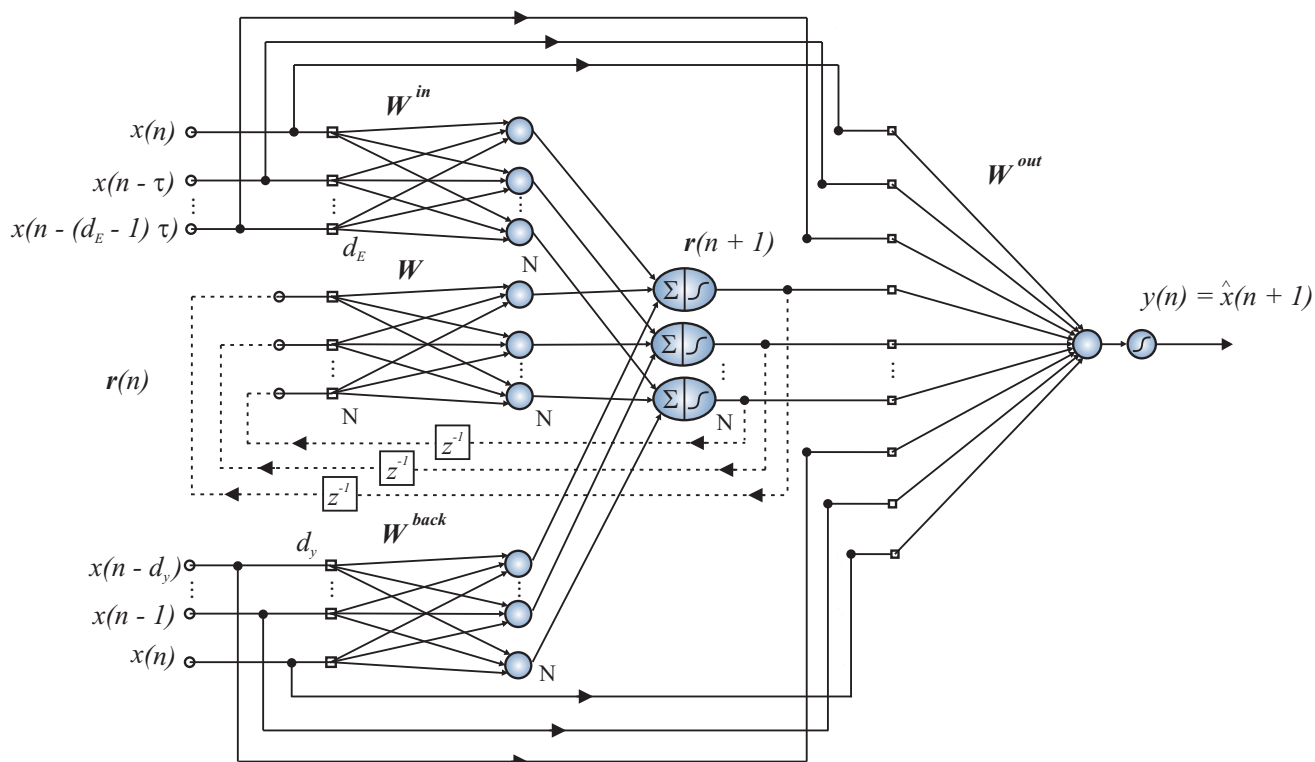 W^in
x(n)
x(n - τ)
x(n - (d_E - 1) τ)
d_E
N
W^out
r(n + 1)
W
Σ
Σ
Σ
y(n) = x̂(n + 1)
r(n)
N
N
N
z^-1
z^-1
z^-1
W^back
d_y
x(n - d_y)
x(n - 1)
x(n)
N